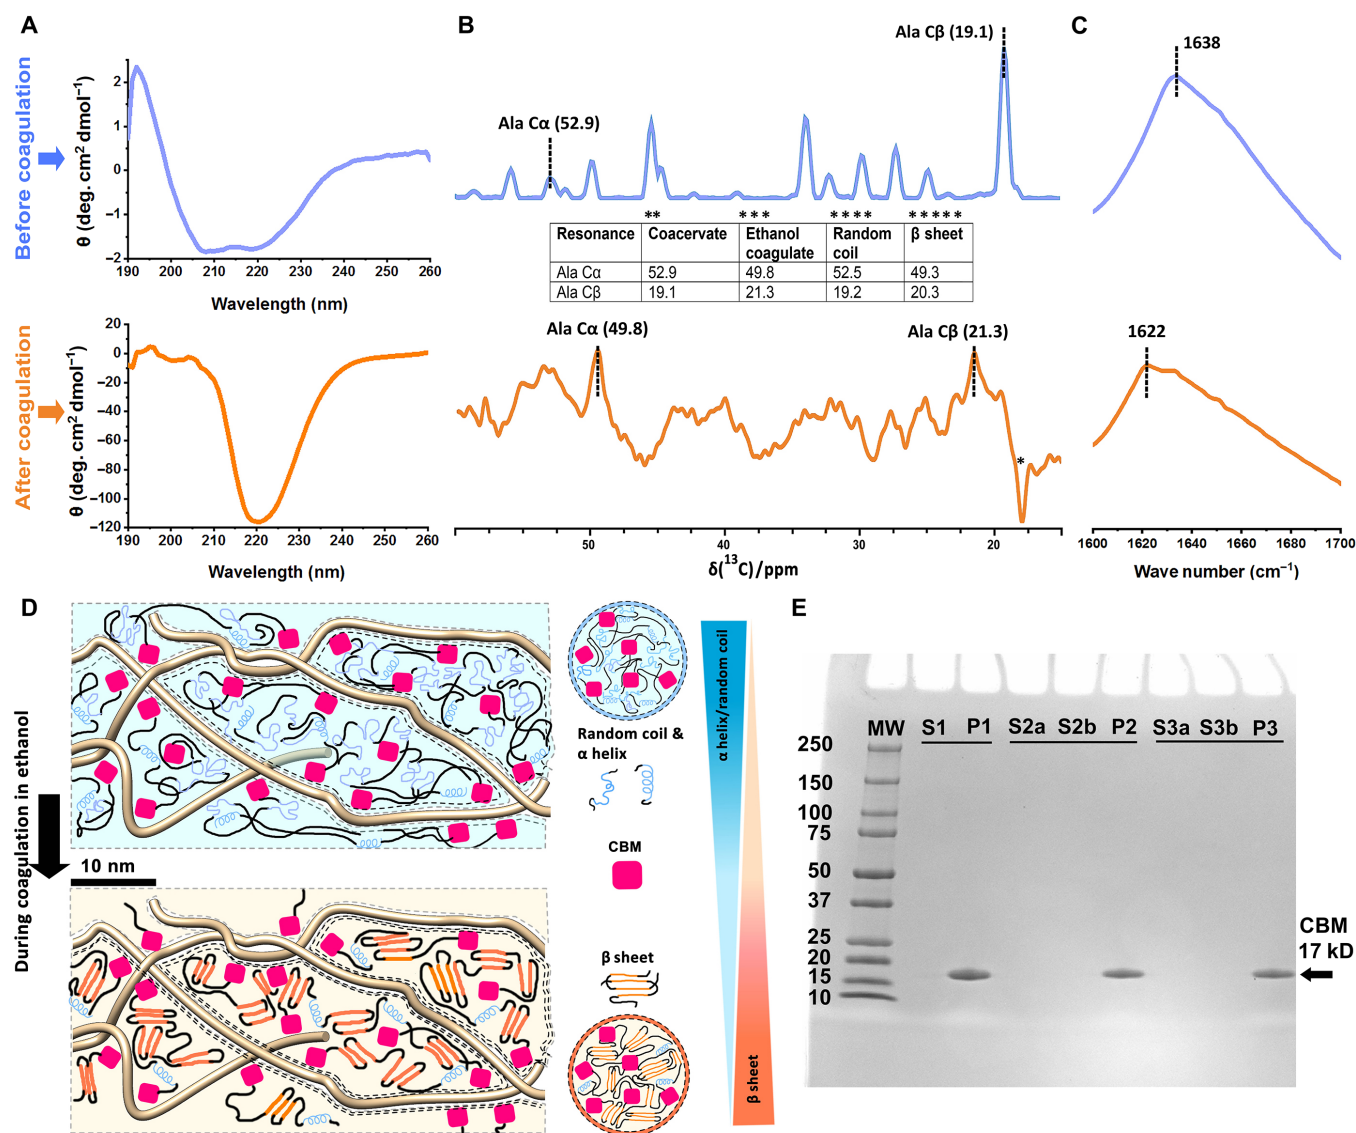 A
B
C
Before coagulation
θ (deg. cm² dmol⁻¹)
2
1
0
−1
−2
190 200 210 220 230 240 250 260
Wavelength (nm)
Ala Cα (52.9)
Ala Cβ (19.1)
** *** **** *****
Resonance Coacervate Ethanol coagulate Random coil β sheet
Ala Cα 52.9 49.8 52.5 49.3
Ala Cβ 19.1 21.3 19.2 20.3
1638
After coagulation
θ (deg. cm² dmol⁻¹)
20
0
−20
−40
−60
−80
−100
−120
190 200 210 220 230 240 250 260
Wavelength (nm)
Ala Cα (49.8)
Ala Cβ (21.3)
*
50 40 30 20
δ(¹³C)/ppm
1622
1600 1620 1640 1660 1680 1700
Wave number (cm⁻¹)
D
During coagulation in ethanol
10 nm
Random coil &
α helix
CBM
β sheet
α helix/random coil
β sheet
E
MW S1 P1 S2a S2b P2 S3a S3b P3
250
150
100
75
50
37
25
20
15
10
CBM
17 kD